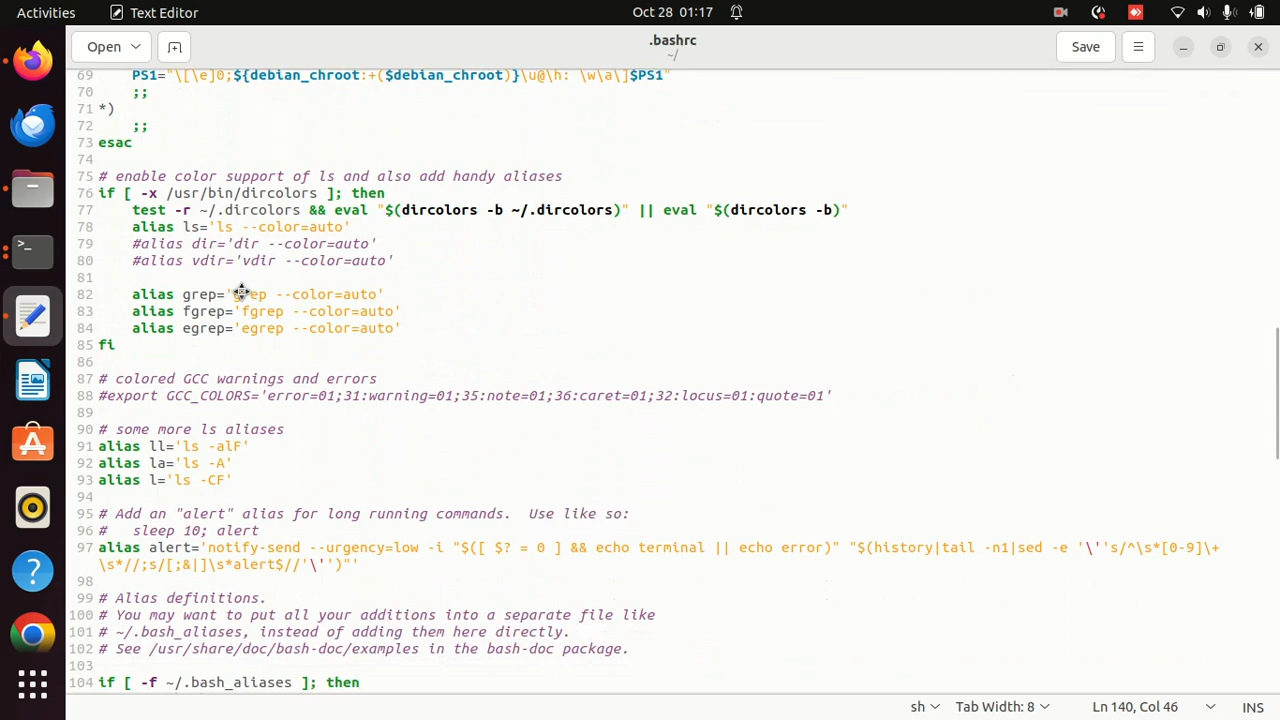 Activities
Text Editor
Oct 28 01:17
Open
.bashrc
~/
Save
69     PS1="\[\e]0;${debian_chroot:+($debian_chroot)}\u@\h: \w\a\]$PS1"
70     ;;
71 *)
72     ;;
73 esac
74
75 # enable color support of ls and also add handy aliases
76 if [ -x /usr/bin/dircolors ]; then
77     test -r ~/.dircolors && eval "$(dircolors -b ~/.dircolors)" || eval "$(dircolors -b)"
78     alias ls='ls --color=auto'
79     #alias dir='dir --color=auto'
80     #alias vdir='vdir --color=auto'
81
82     alias grep='grep --color=auto'
83     alias fgrep='fgrep --color=auto'
84     alias egrep='egrep --color=auto'
85 fi
86
87 # colored GCC warnings and errors
88 #export GCC_COLORS='error=01;31:warning=01;35:note=01;36:caret=01;32:locus=01:quote=01'
89
90 # some more ls aliases
91 alias ll='ls -alF'
92 alias la='ls -A'
93 alias l='ls -CF'
94
95 # Add an "alert" alias for long running commands.  Use like so:
96 #   sleep 10; alert
97 alias alert='notify-send --urgency=low -i "$([ $? = 0 ] && echo terminal || echo error)" "$(history|tail -n1|sed -e '\''s/^\s*[0-9]\+
\s*//;s/[;&|]\s*alert$//'\'')"'
98
99 # Alias definitions.
100 # You may want to put all your additions into a separate file like
101 # ~/.bash_aliases, instead of adding them here directly.
102 # See /usr/share/doc/bash-doc/examples in the bash-doc package.
103
104 if [ -f ~/.bash_aliases ]; then
sh
Tab Width: 8
Ln 140, Col 46
INS